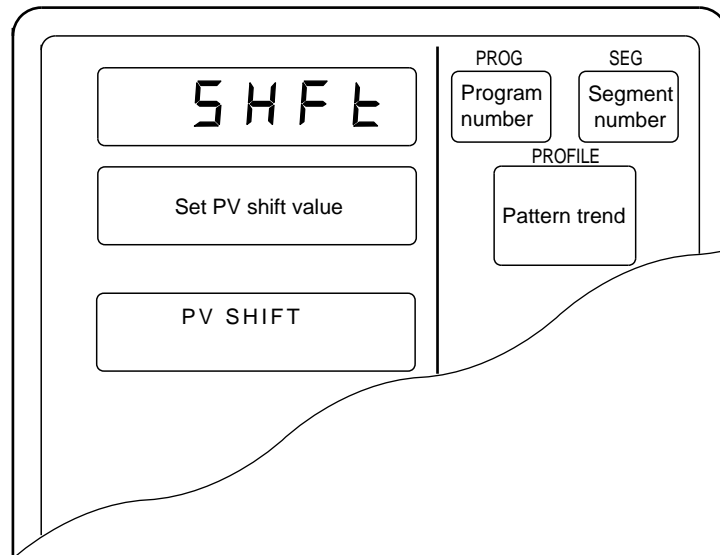 SHFt
Set PV shift value
PV SHIFT
PROG
SEG
Program
number
Segment
number
PROFILE
Pattern trend